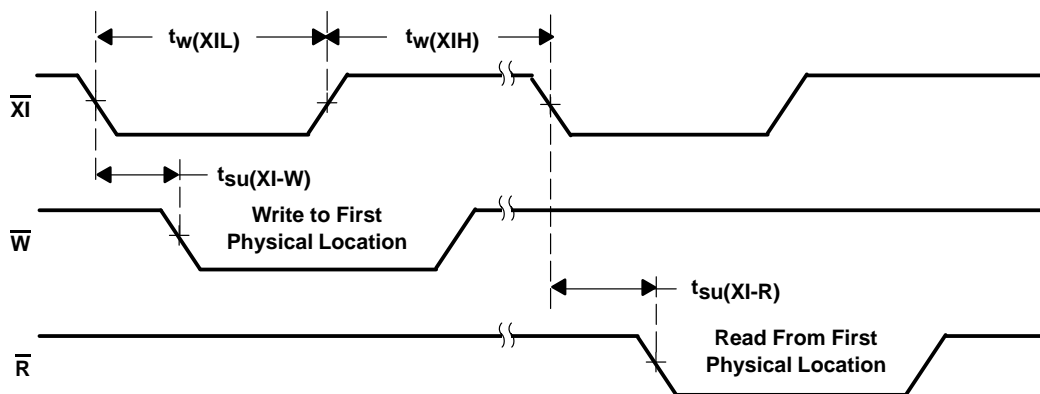 tw(XIL) tw(XIH)
XI
tsu(XI-W)
Write to First
Physical Location
W
tsu(XI-R)
Read From First
Physical Location
R